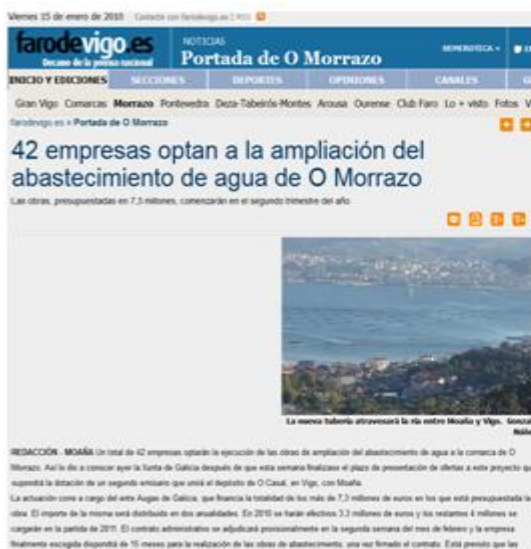 Viernes 15 de enero de 2010 Contacte con farodevigo.es | RSS
farodevigo.es
Decano de la prensa nacional
NOTICIAS
Portada de O Morrazo
HEMEROTECA
INICIO Y EDICIONES SECCIONES DEPORTES OPINIONES CANALES
Gran Vigo Comarcas Morrazo Pontevedra Deza-Tabeirós-Montes Arousa Ourense Club Faro Lo + visto Fotos
farodevigo.es » Portada de O Morrazo
42 empresas optan a la ampliación del
abastecimiento de agua de O Morrazo
Las obras, presupuestadas en 7,3 millones, comenzarán en el segundo trimestre del año
La nueva tubería atravesará la ría entre Moaña y Vigo.
REDACCIÓN - MOAÑA Un total de 42 empresas optarán la ejecución de las obras de ampliación del abastecimiento de agua a la comarca de O
Morrazo. Así lo dio a conocer ayer la Xunta de Galicia después de que esta semana finalizase el plazo de presentación de ofertas a este proyecto que
supondrá la dotación de un segundo emisario que unirá el depósito de O Casal, en Vigo, con Moaña.
La actuación corre a cargo del ente Augas de Galicia, que financia la totalidad de los más de 7,3 millones de euros en los que está presupuestada la
obra. El importe de la misma será distribuido en dos anualidades. En 2010 se harán efectivos 3,3 millones de euros y los restantes 4 millones se
cargarán en la partida de 2011. El contrato administrativo se adjudicará provisionalmente en la segunda semana del mes de febrero y la empresa
finalmente escogida dispondrá de 15 meses para la realización de las obras de abastecimiento, una vez firmado el contrato. Está previsto que las